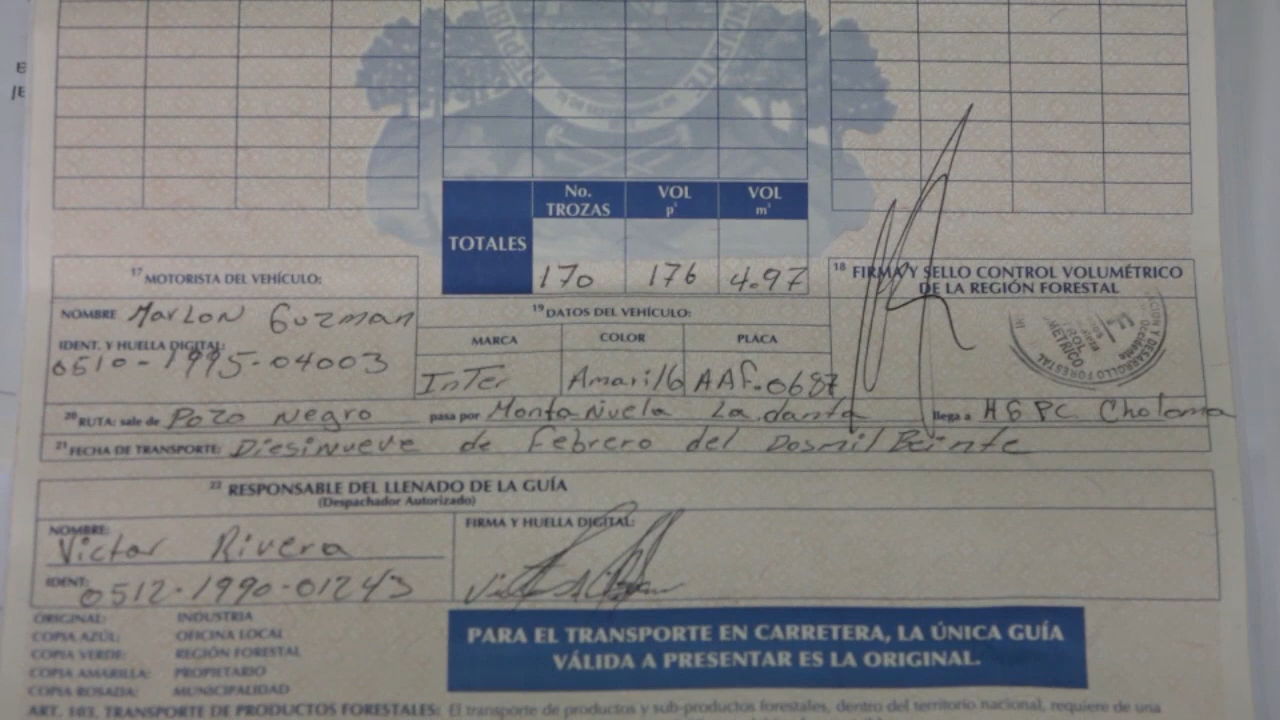 No. TROZAS VOL p³ VOL m³
TOTALES 170 176 4.97
17 MOTORISTA DEL VEHÍCULO:
18 FIRMA Y SELLO CONTROL VOLUMÉTRICO
DE LA REGIÓN FORESTAL
NOMBRE Marlon Guzman
19 DATOS DEL VEHÍCULO:
IDENT. Y HUELLA DIGITAL:
0510-1995-04003
MARCA COLOR PLACA
Inter Amarillo AAF.0687
20 RUTA: sale de Pozo Negro pasa por Montañuela La danta llega a HGPC Choloma
21 FECHA DE TRANSPORTE: Diesinueve de Febrero del Dosmil Beinte
22 RESPONSABLE DEL LLENADO DE LA GUÍA
(Despachador Autorizado)
NOMBRE: Victor Rivera
FIRMA Y HUELLA DIGITAL:
IDENT: 0512-1990-01243
ORIGINAL: INDUSTRIA
COPIA AZÚL: OFICINA LOCAL
COPIA VERDE: REGIÓN FORESTAL
COPIA AMARILLA: PROPIETARIO
COPIA ROSADA: MUNICIPALIDAD
PARA EL TRANSPORTE EN CARRETERA, LA ÚNICA GUÍA
VÁLIDA A PRESENTAR ES LA ORIGINAL.
ART. 103. TRANSPORTE DE PRODUCTOS FORESTALES: El transporte de productos y sub-productos forestales, dentro del territorio nacional, requiere de una